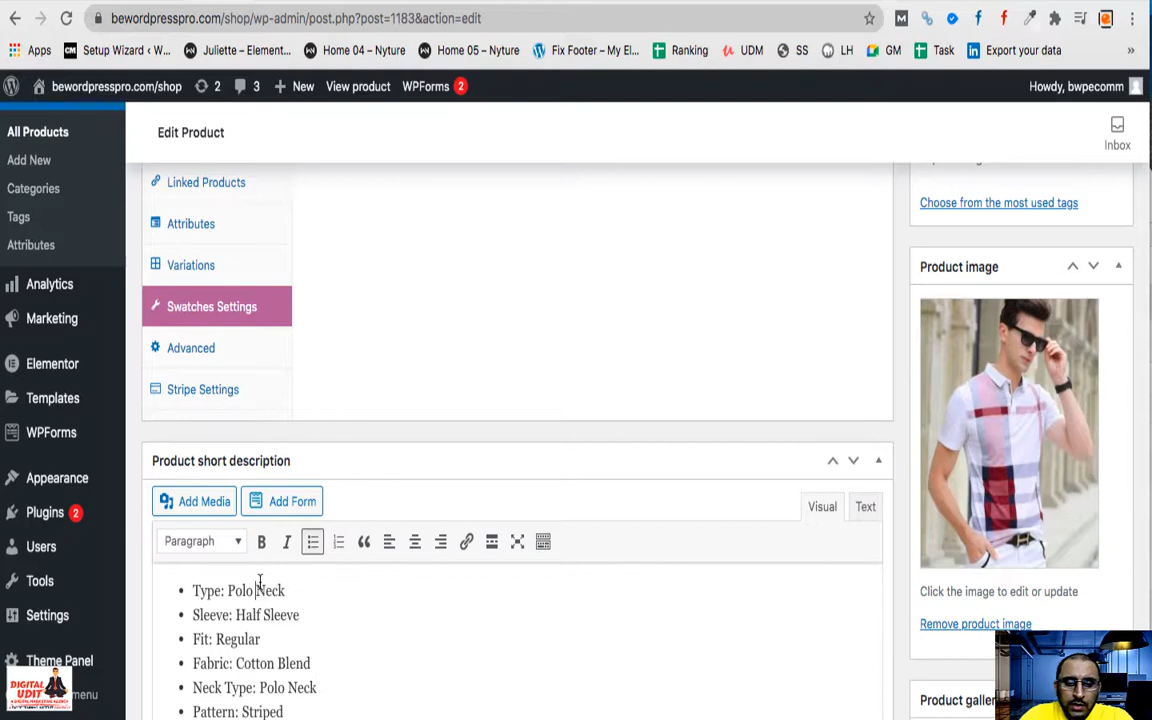 bewordpresspro.com/shop/wp-admin/post.php?post=1183&action=edit
Apps
Setup Wizard ‹ W...
Juliette – Element...
Home 04 – Nyture
Home 05 – Nyture
Fix Footer – My El...
Ranking
UDM
SS
LH
GM
Task
Export your data
»
bewordpresspro.com/shop
2
3
New
View product
WPForms 2
Howdy, bwpecomm
All Products
Add New
Categories
Tags
Attributes
Analytics
Marketing
Elementor
Templates
WPForms
Appearance
Plugins 2
Users
Tools
Settings
Theme Panel
menu
DIGITAL
UDIT
Edit Product
Inbox
Linked Products
Attributes
Variations
Swatches Settings
Advanced
Stripe Settings
Product short description
Add Media
Add Form
Visual
Text
Paragraph
B
I
• Type: Polo Neck
• Sleeve: Half Sleeve
• Fit: Regular
• Fabric: Cotton Blend
• Neck Type: Polo Neck
• Pattern: Striped
Choose from the most used tags
Product image
Click the image to edit or update
Remove product image
Product galler